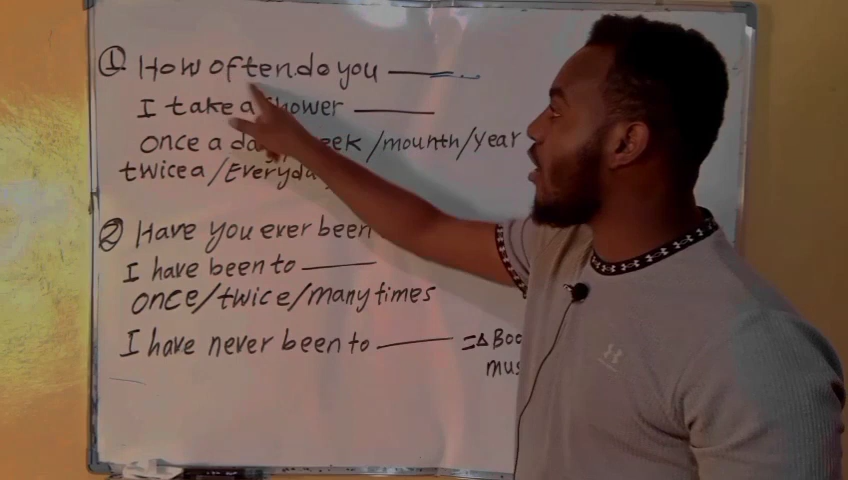 ① How often do you ———
I take a shower ———
once a day / week / mounth / year
twice a / Everyday
② Have you ever been
I have been to ———
once/twice/many times
I have never been to ——— =